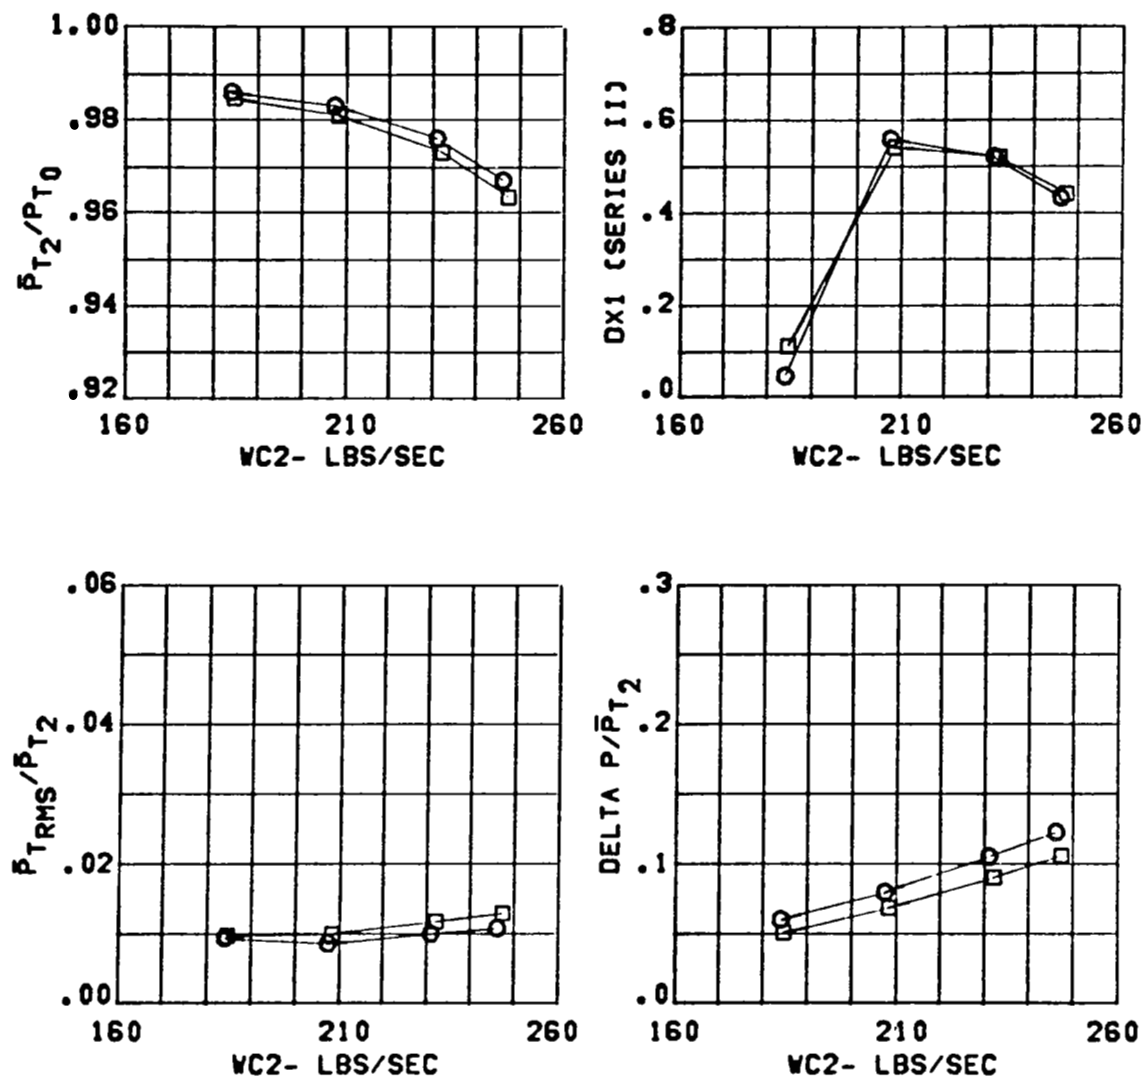 1.00
.98
.96
.94
.92
P̄T2/PT0
160 210 260
WC2- LBS/SEC
.8
.6
.4
.2
.0
DX1 (SERIES II)
160 210 260
WC2- LBS/SEC
.06
.04
.02
.00
P̄TRMS/P̄T2
160 210 260
WC2- LBS/SEC
.3
.2
.1
.0
DELTA P/P̄T2
160 210 260
WC2- LBS/SEC